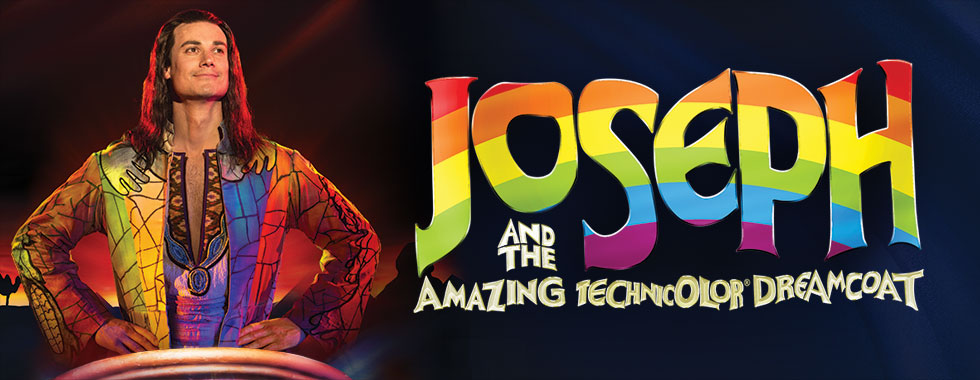 JOSEPH
AND
THE
AMAZING TECHNICOLOR® DREAMCOAT